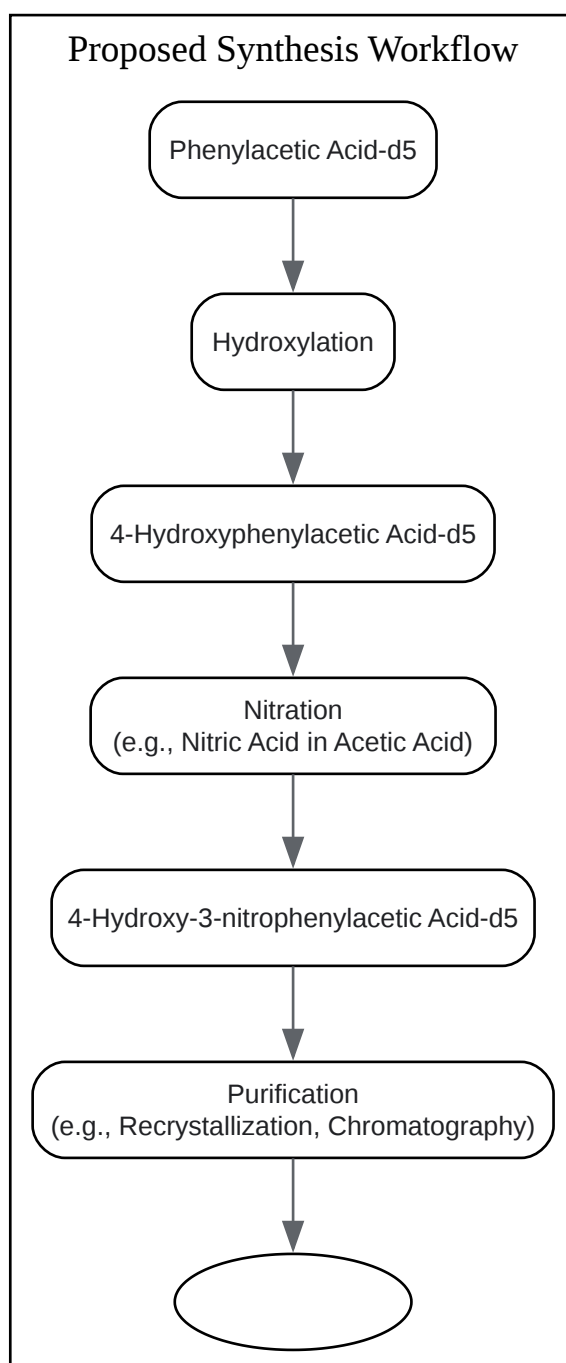 Proposed Synthesis Workflow
Phenylacetic Acid-d5
Hydroxylation
4-Hydroxyphenylacetic Acid-d5
Nitration
(e.g., Nitric Acid in Acetic Acid)
4-Hydroxy-3-nitrophenylacetic Acid-d5
Purification
(e.g., Recrystallization, Chromatography)